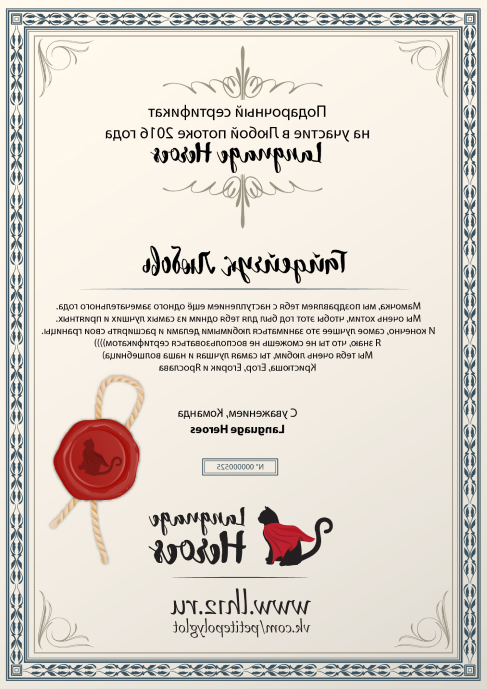 Подарочный сертификат
на участие в Любой потоке 2016 года
Language Heroes
Гайдейчук Любовь
Мамочка, мы поздравляем тебя с наступлением ещё одного замечательного года.
Мы очень хотим, чтобы этот год был для тебя одним из самых лучших и приятных.
И конечно, самое лучшее это заниматься любимыми делами и расширять свои границы.
Я знаю, что ты не сможешь не воспользоваться сертификатом))))
Мы тебя очень любим, ты самая лучшая и наша волшебница)
Кристюша, Егор, Егорик и Ярослава
С уважением, Команда
Language Heroes
N° 000000525
Language
Heroes
www.lh12.ru
vk.com/petitepolyglot